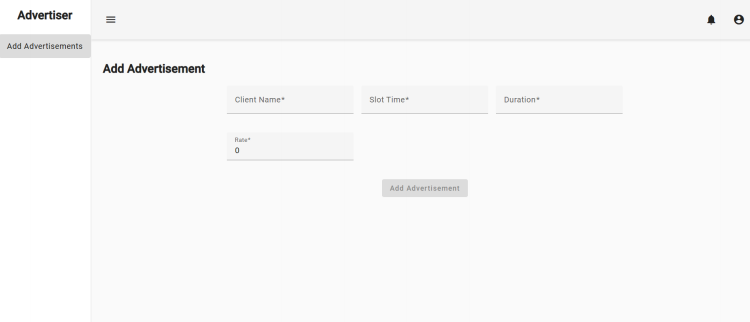 Advertiser
Add Advertisements
Add Advertisement
Client Name*
Slot Time*
Duration*
Rate*
0
Add Advertisement